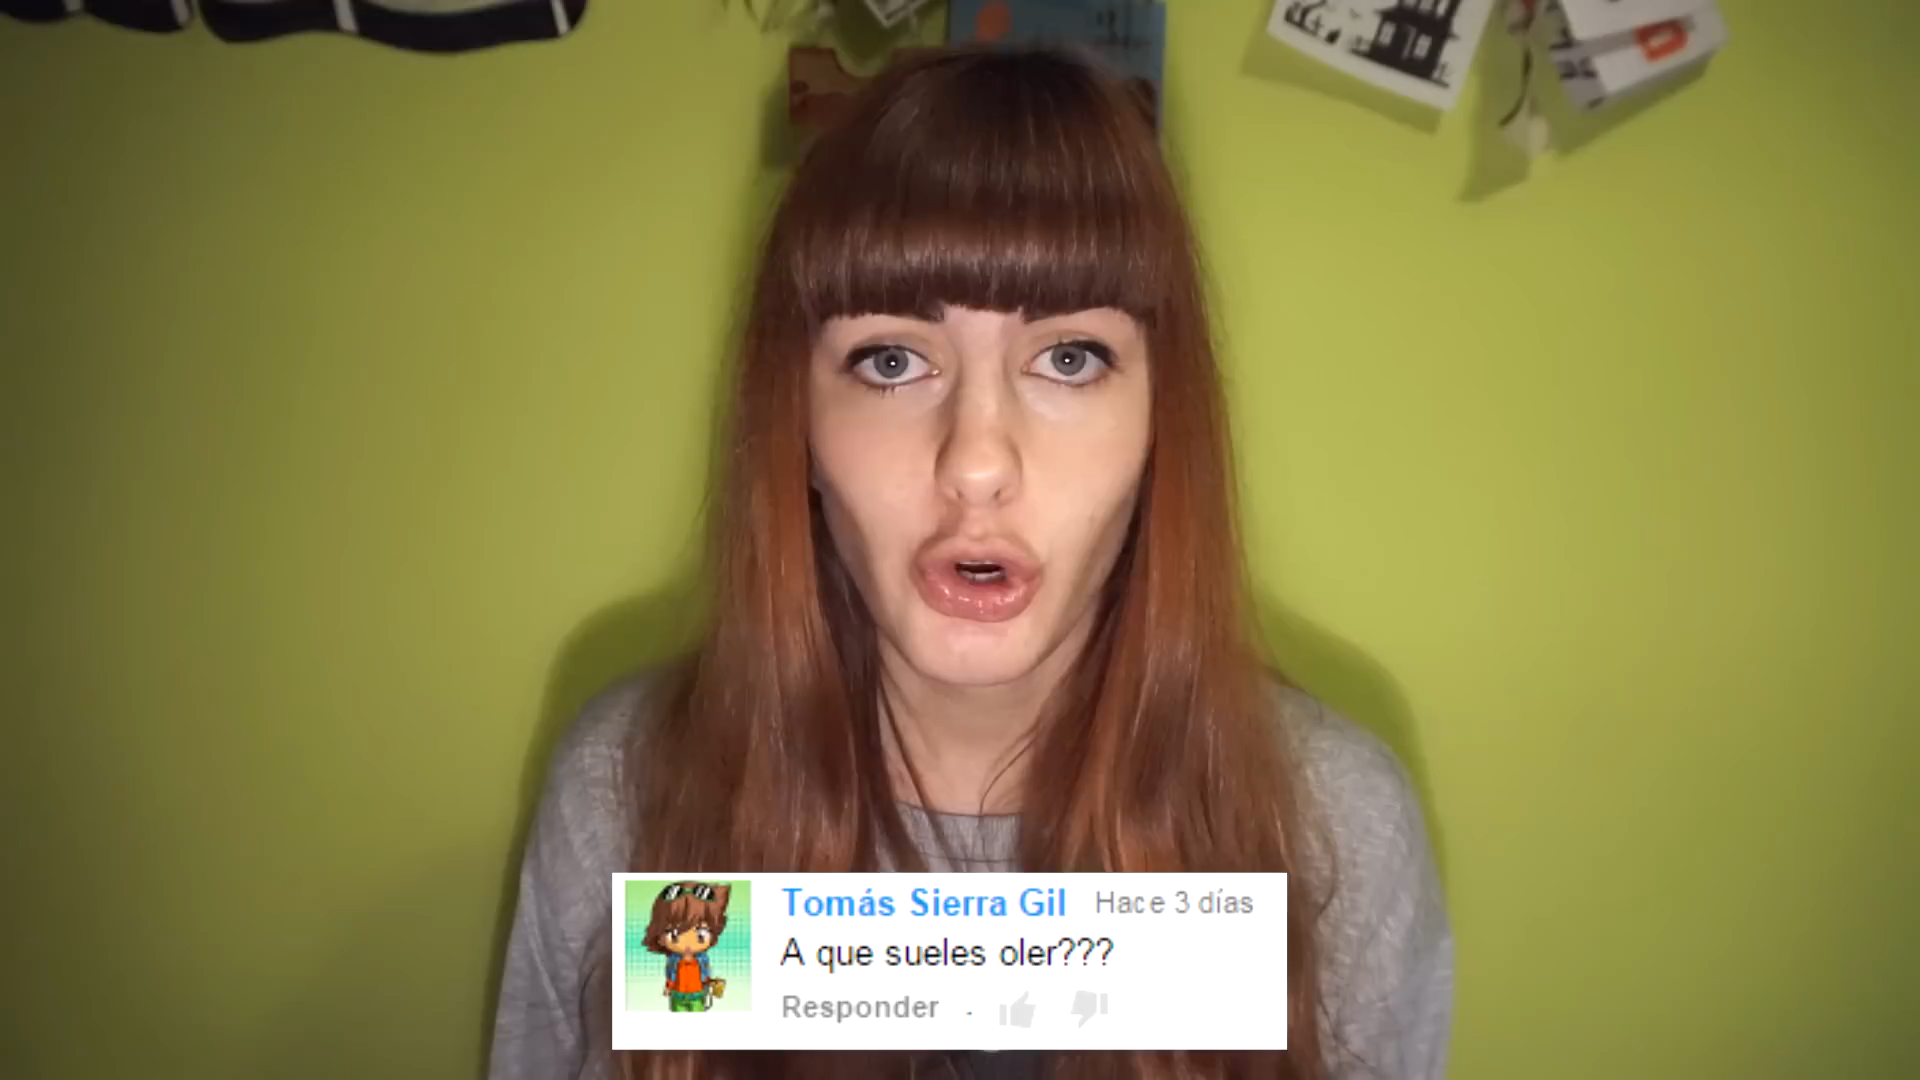 Tomás Sierra Gil Hace 3 días
A que sueles oler???
Responder